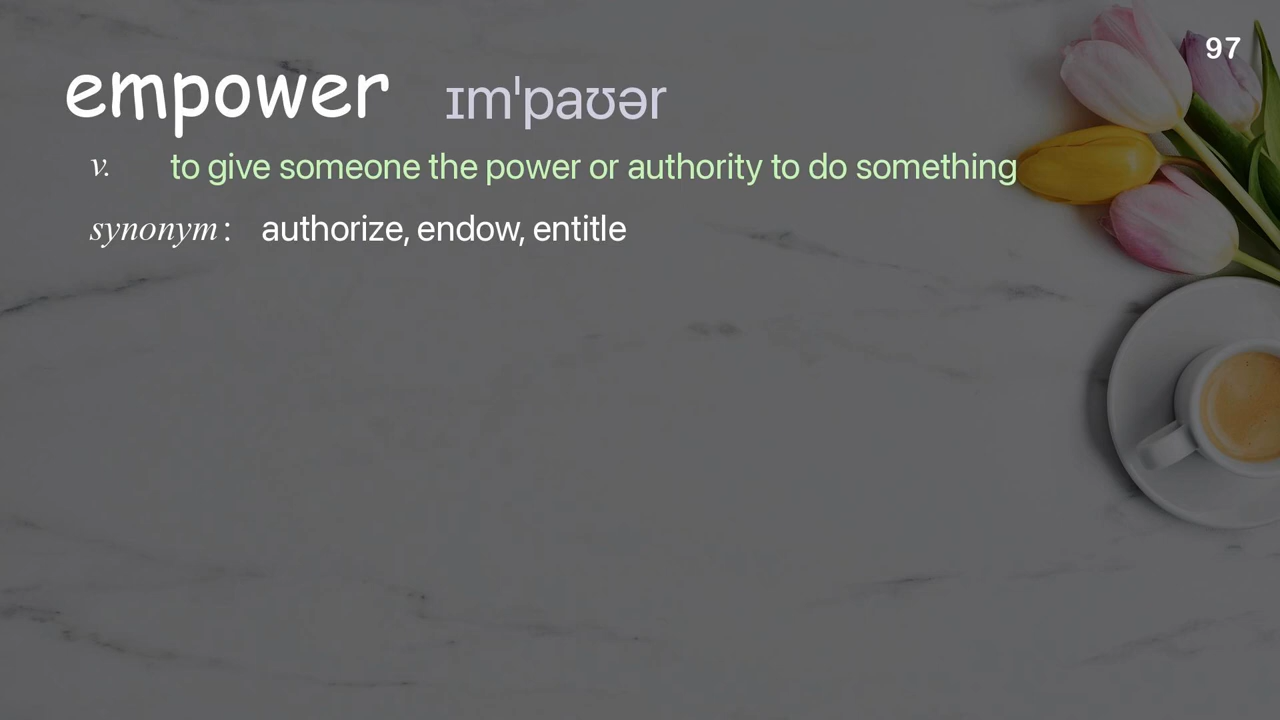 97
empower ɪmˈpaʊər
v. to give someone the power or authority to do something
synonym : authorize, endow, entitle